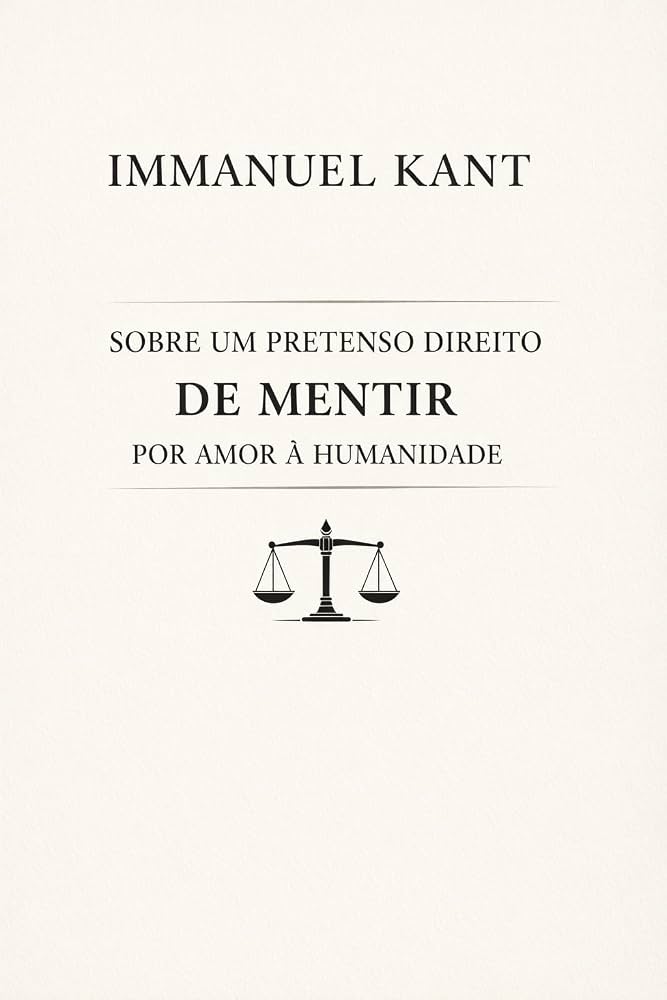 IMMANUEL KANT
SOBRE UM PRETENSO DIREITO
DE MENTIR
POR AMOR À HUMANIDADE